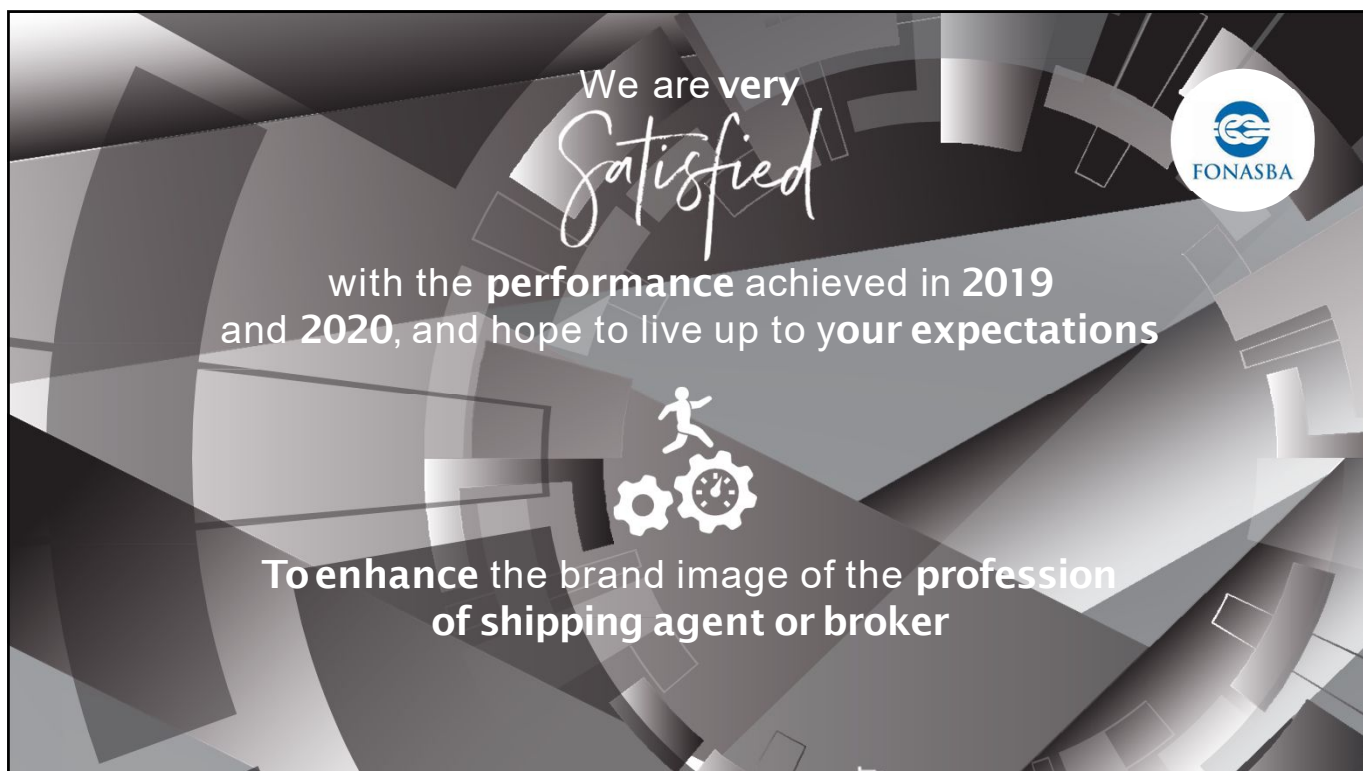 We are very
Satisfied
FONASBA
with the performance achieved in 2019
and 2020, and hope to live up to your expectations
To enhance the brand image of the profession
of shipping agent or broker